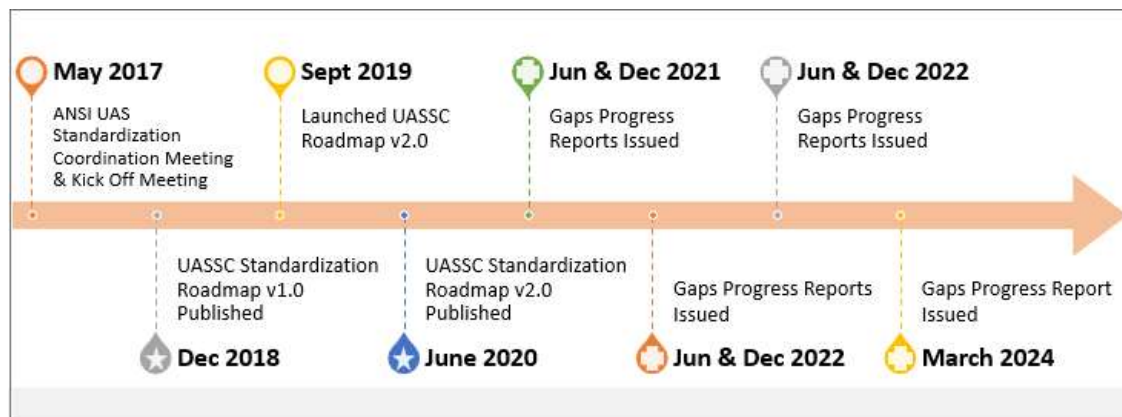 May 2017
ANSI UAS
Standardization
Coordination Meeting
& Kick Off Meeting
Sept 2019
Launched UASSC
Roadmap v2.0
Jun & Dec 2021
Gaps Progress
Reports Issued
Jun & Dec 2022
Gaps Progress
Reports Issued
UASSC Standardization
Roadmap v1.0
Published
Dec 2018
UASSC Standardization
Roadmap v2.0
Published
June 2020
Gaps Progress Reports
Issued
Jun & Dec 2022
Gaps Progress Report
Issued
March 2024